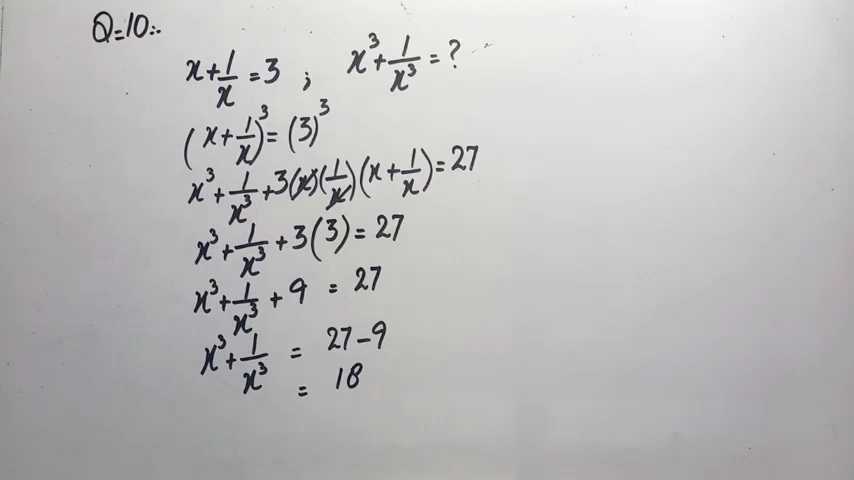 Q=10:.
x+1/x=3 ; x³+1/x³=?
(x+1/x)³=(3)³
x³+1/x³+3(x)(1/x)(x+1/x)=27
x³+1/x³+3(3)=27
x³+1/x³+9 = 27
x³+1/x³ = 27-9
= 18